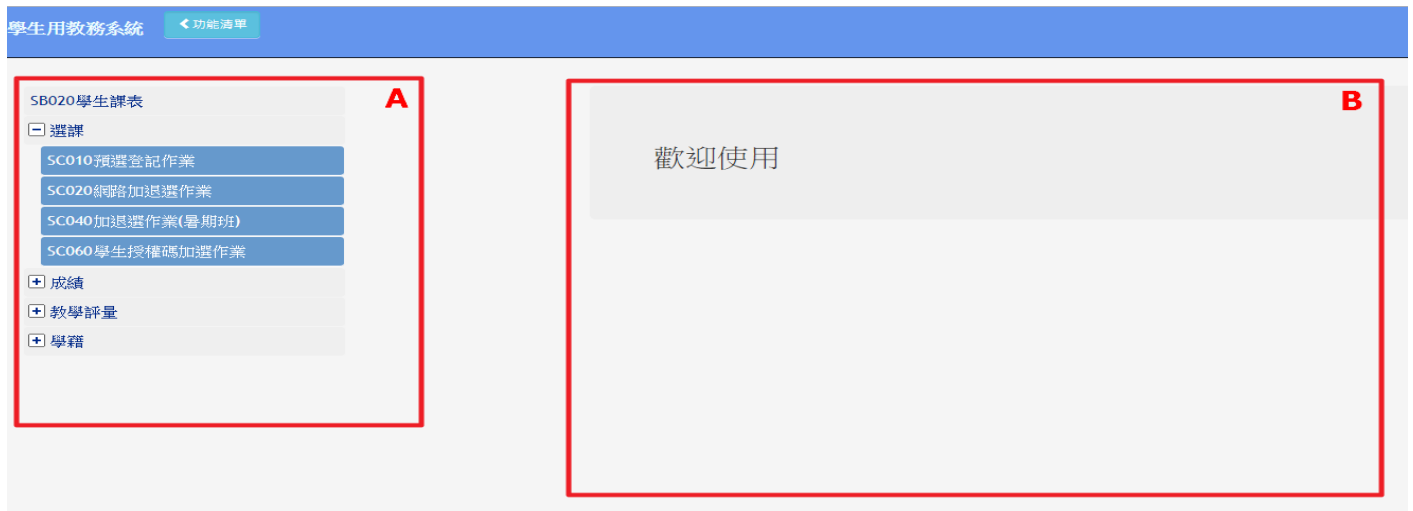 學生用教務系統
功能清單
A
SB020學生課表
選課
SC010預選登記作業
SC020網路加退選作業
SC040加退選作業(暑期班)
SC060學生授權碼加選作業
成績
教學評量
學籍
B
歡迎使用